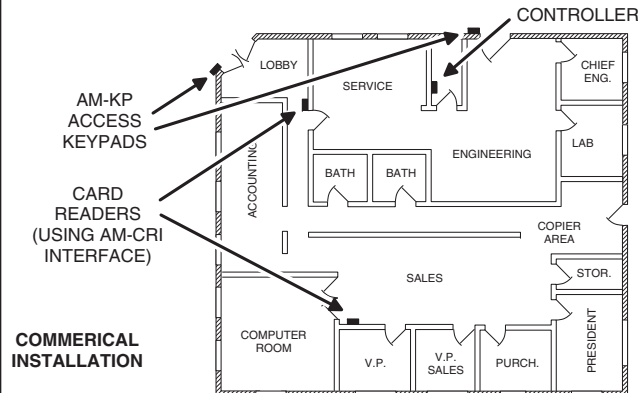 CONTROLLER
LOBBY
CHIEF
ENG.
SERVICE
AM-KP
ACCESS
KEYPADS
ENGINEERING
LAB
BATH
BATH
ACCOUNTING
CARD
READERS
(USING AM-CRI
INTERFACE)
COPIER
AREA
SALES
STOR.
COMMERICAL
INSTALLATION
COMPUTER
ROOM
V.P.
V.P.
SALES
PURCH.
PRESIDENT